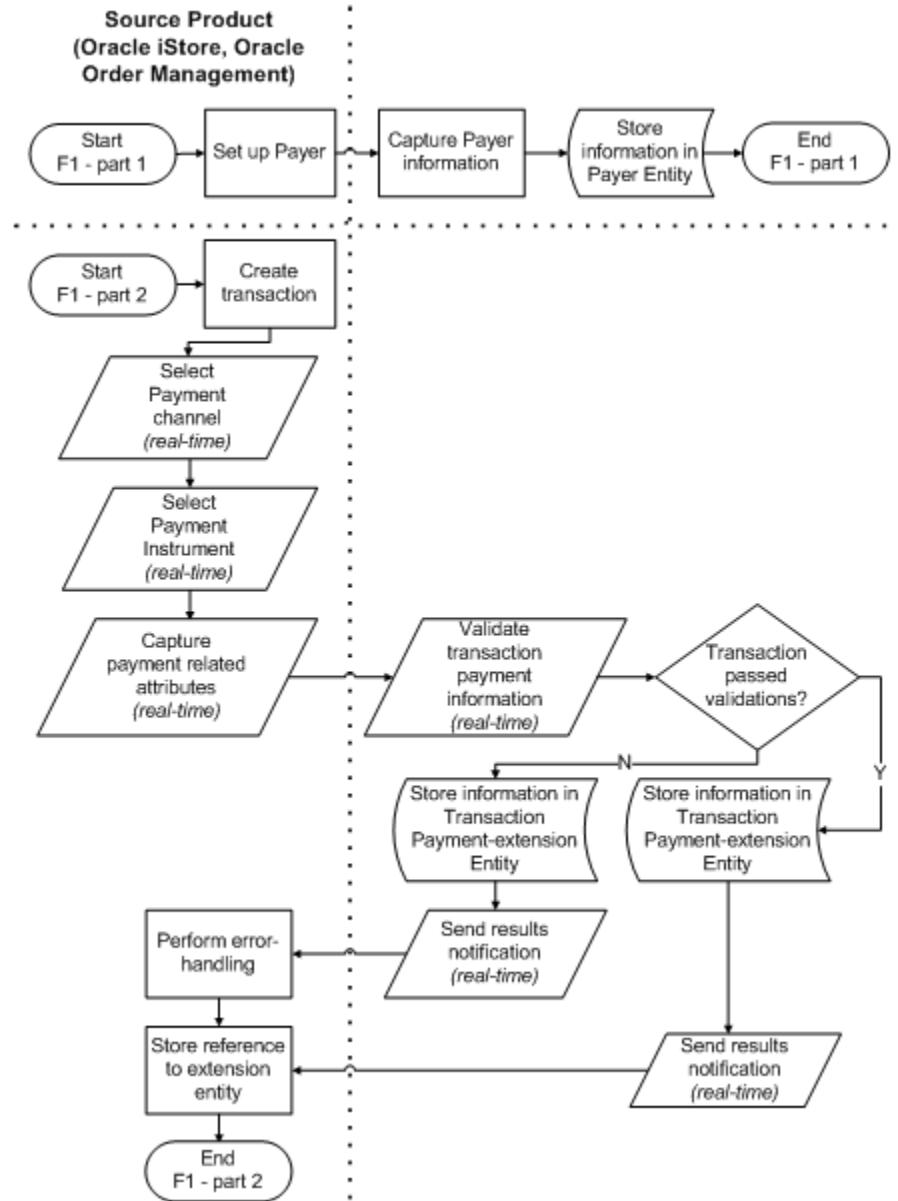 Source Product
(Oracle iStore, Oracle
Order Management)
Start
F1 - part 1
Set up Payer
Capture Payer
information
Store
information in
Payer Entity
End
F1 - part 1
Start
F1 - part 2
Create
transaction
Select
Payment
channel
(real-time)
Select
Payment
Instrument
(real-time)
Capture
payment related
attributes
(real-time)
Validate
transaction
payment
information
(real-time)
Transaction
passed
validations?
N
Y
Store information in
Transaction
Payment-extension
Entity
Store information in
Transaction
Payment-extension
Entity
Send results
notification
(real-time)
Perform error-
handling
Store reference
to extension
entity
Send results
notification
(real-time)
End
F1 - part 2